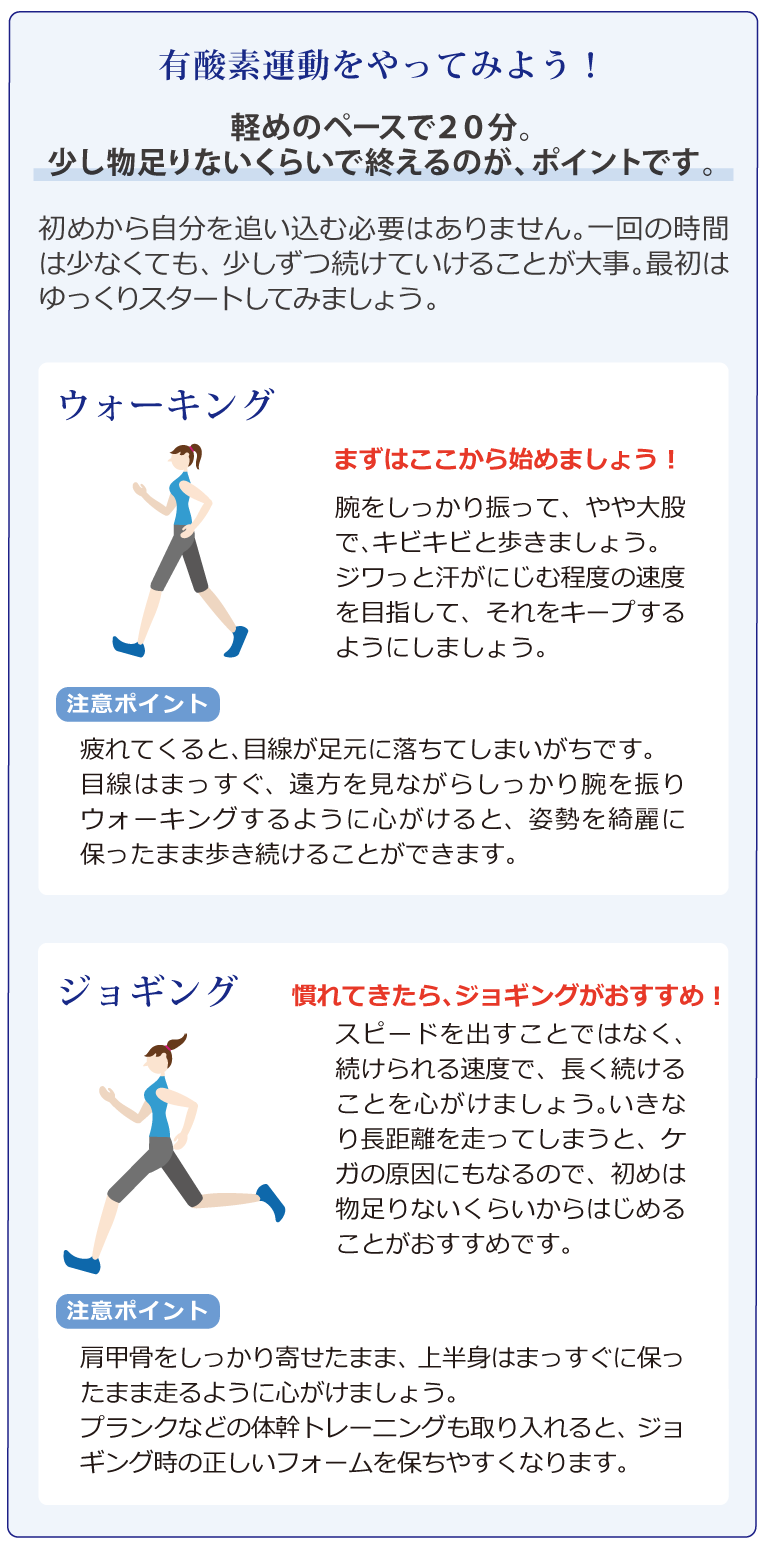 有酸素運動をやってみよう！
軽めのペースで２０分。
少し物足りないくらいで終えるのが、ポイントです。
初めから自分を追い込む必要はありません。一回の時間
は少なくても、少しずつ続けていけることが大事。最初は
ゆっくりスタートしてみましょう。
ウォーキング
まずはここから始めましょう！
腕をしっかり振って、やや大股
で、キビキビと歩きましょう。
ジワっと汗がにじむ程度の速度
を目指して、それをキープする
ようにしましょう。
注意ポイント
疲れてくると、目線が足元に落ちてしまいがちです。
目線はまっすぐ、遠方を見ながらしっかり腕を振り
ウォーキングするように心がけると、姿勢を綺麗に
保ったまま歩き続けることができます。
ジョギング
慣れてきたら、ジョギングがおすすめ！
スピードを出すことではなく、
続けられる速度で、長く続ける
ことを心がけましょう。いきな
り長距離を走ってしまうと、ケ
ガの原因にもなるので、初めは
物足りないくらいからはじめる
ことがおすすめです。
注意ポイント
肩甲骨をしっかり寄せたまま、上半身はまっすぐに保っ
たまま走るように心がけましょう。
プランクなどの体幹トレーニングも取り入れると、ジョ
ギング時の正しいフォームを保ちやすくなります。